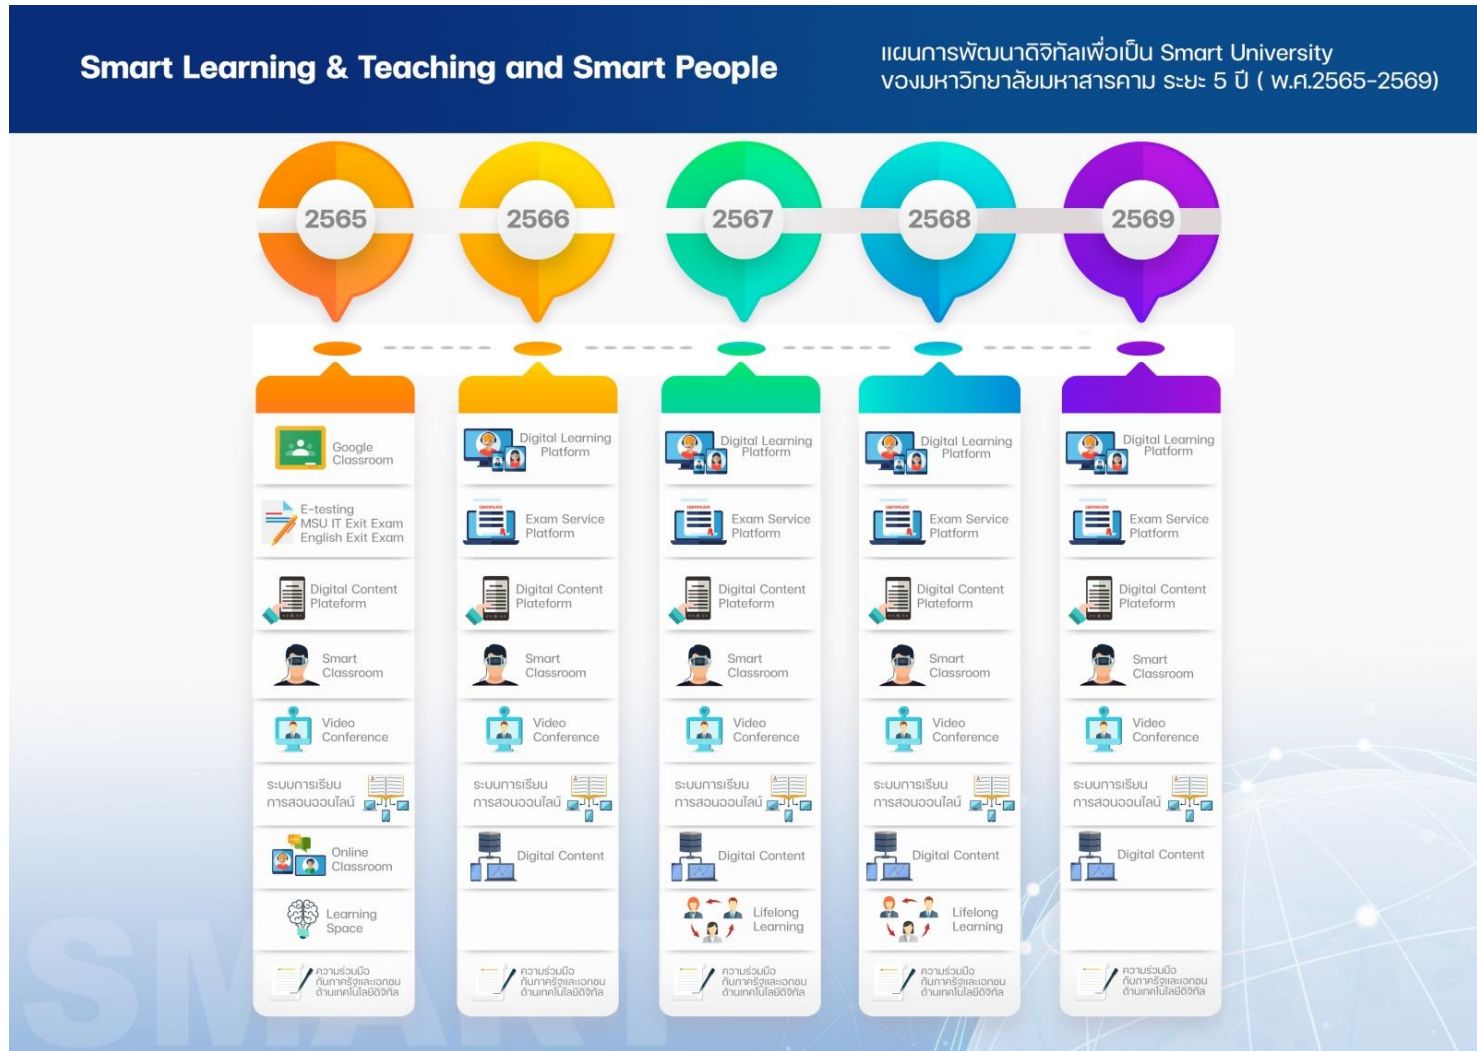 Smart Learning & Teaching and Smart People
แผนการพัฒนาดิจิทัลเพื่อเป็น Smart University
ของมหาวิทยาลัยมหาสารคาม ระยะ 5 ปี ( พ.ศ.2565-2569)
2565
2566
2567
2568
2569
Google
Classroom
E-testing
MSU IT Exit Exam
English Exit Exam
Digital Content
Plateform
Smart
Classroom
Video
Conference
ระบบการเรียน
การสอนออนไลน์
Online
Classroom
Learning
Space
ความร่วมมือ
กับภาครัฐและเอกชน
ด้านเทคโนโลยีดิจิทัล
Digital Learning
Platform
CERTIFICATE
Exam Service
Platform
Digital Content
Plateform
Smart
Classroom
Video
Conference
ระบบการเรียน
การสอนออนไลน์
Digital Content
ความร่วมมือ
กับภาครัฐและเอกชน
ด้านเทคโนโลยีดิจิทัล
Digital Learning
Platform
CERTIFICATE
Exam Service
Platform
Digital Content
Plateform
Smart
Classroom
Video
Conference
ระบบการเรียน
การสอนออนไลน์
Digital Content
Lifelong
Learning
ความร่วมมือ
กับภาครัฐและเอกชน
ด้านเทคโนโลยีดิจิทัล
Digital Learning
Platform
CERTIFICATE
Exam Service
Platform
Digital Content
Plateform
Smart
Classroom
Video
Conference
ระบบการเรียน
การสอนออนไลน์
Digital Content
Lifelong
Learning
ความร่วมมือ
กับภาครัฐและเอกชน
ด้านเทคโนโลยีดิจิทัล
Digital Learning
Platform
CERTIFICATE
Exam Service
Platform
Digital Content
Plateform
Smart
Classroom
Video
Conference
ระบบการเรียน
การสอนออนไลน์
Digital Content
ความร่วมมือ
กับภาครัฐและเอกชน
ด้านเทคโนโลยีดิจิทัล
SMART